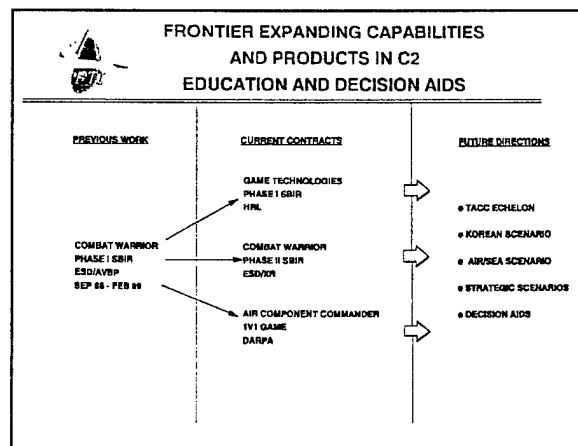 FRONTIER EXPANDING CAPABILITIES
AND PRODUCTS IN C2
EDUCATION AND DECISION AIDS
PREVIOUS WORK
COMBAT WARRIOR
PHASE I SBIR
ESD/AVBP
SEP 88 - FEB 89
CURRENT CONTRACTS
GAME TECHNOLOGIES
PHASE I SBIR
HRL
COMBAT WARRIOR
PHASE II SBIR
ESD/XR
AIR COMPONENT COMMANDER
1V1 GAME
DARPA
FUTURE DIRECTIONS
● TACC ECHELON
● KOREAN SCENARIO
● AIR/SEA SCENARIO
● STRATEGIC SCENARIOS
● DECISION AIDS